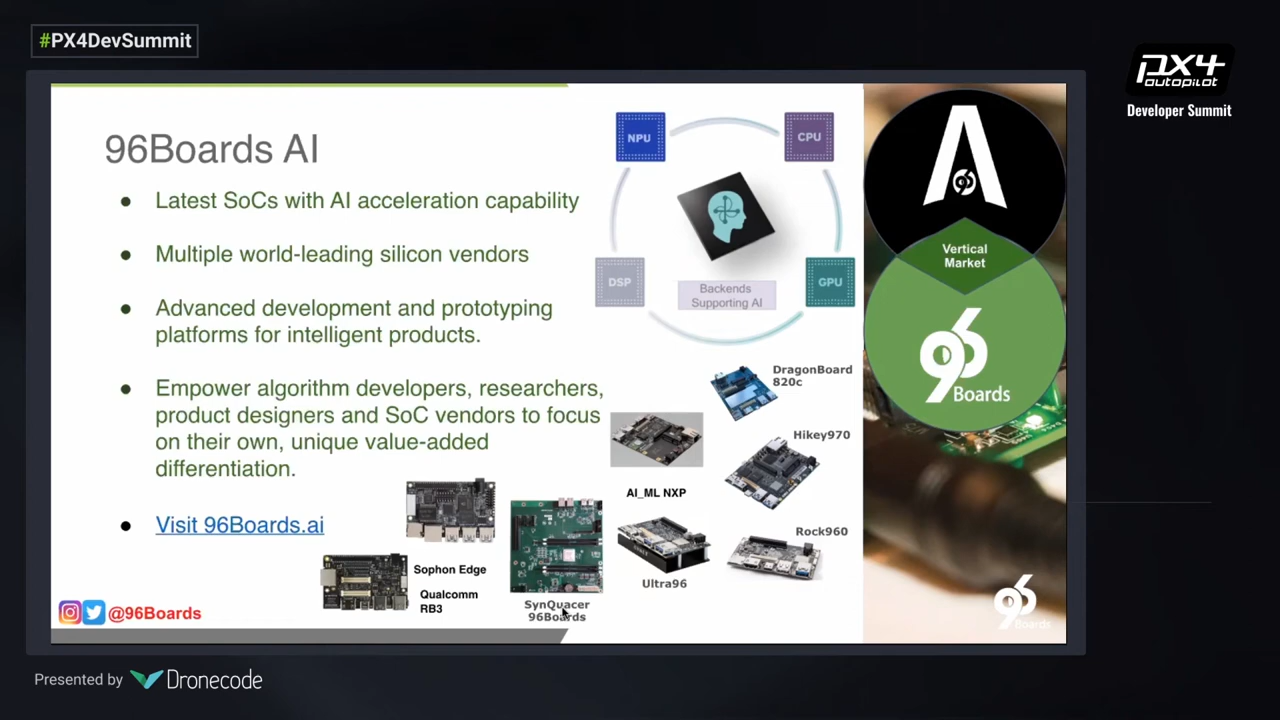 #PX4DevSummit
px4
autopilot
Developer Summit
96Boards AI
● Latest SoCs with AI acceleration capability
● Multiple world-leading silicon vendors
● Advanced development and prototyping
platforms for intelligent products.
● Empower algorithm developers, researchers,
product designers and SoC vendors to focus
on their own, unique value-added
differentiation.
● Visit 96Boards.ai
@96Boards
NPU
CPU
DSP
GPU
Backends
Supporting AI
DragonBoard
820c
Hikey970
AI_ML NXP
Rock960
Ultra96
Sophon Edge
Qualcomm
RB3
SynQuacer
96Boards
A
96
Vertical
Market
96
Boards
96
Boards
Presented by Dronecode